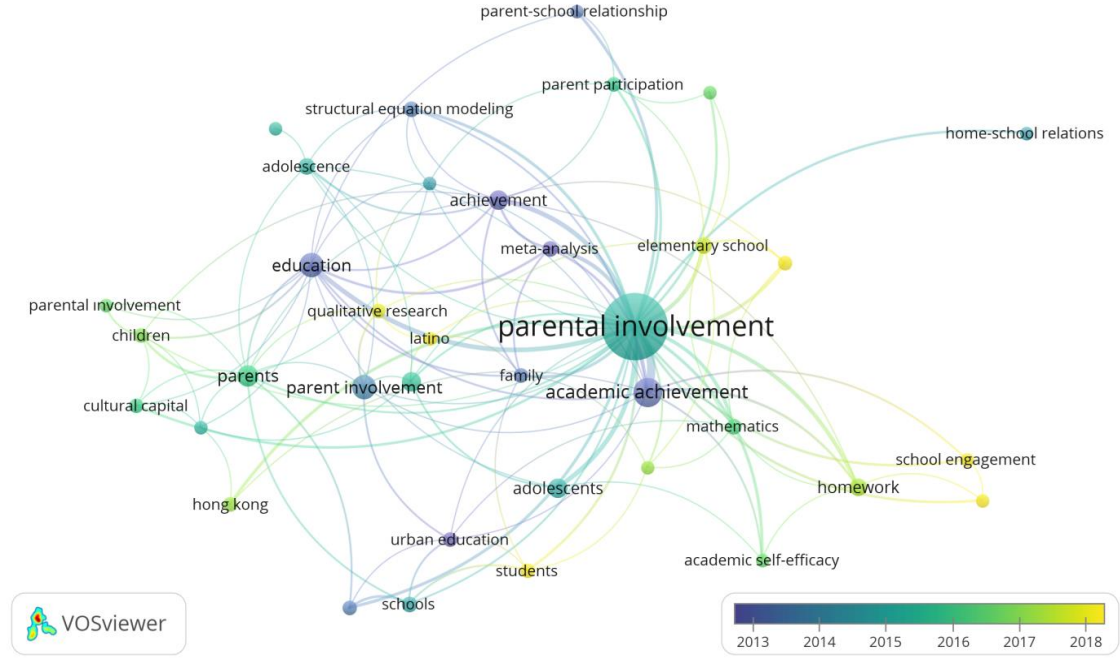 parent-school relationship
parent participation
structural equation modeling
home-school relations
adolescence
achievement
meta-analysis
elementary school
education
parental involvement
qualitative research
parental involvement
children
latino
parents
parent involvement
family
academic achievement
cultural capital
mathematics
school engagement
adolescents
homework
hong kong
urban education
academic self-efficacy
students
schools
VOSviewer
2013 2014 2015 2016 2017 2018